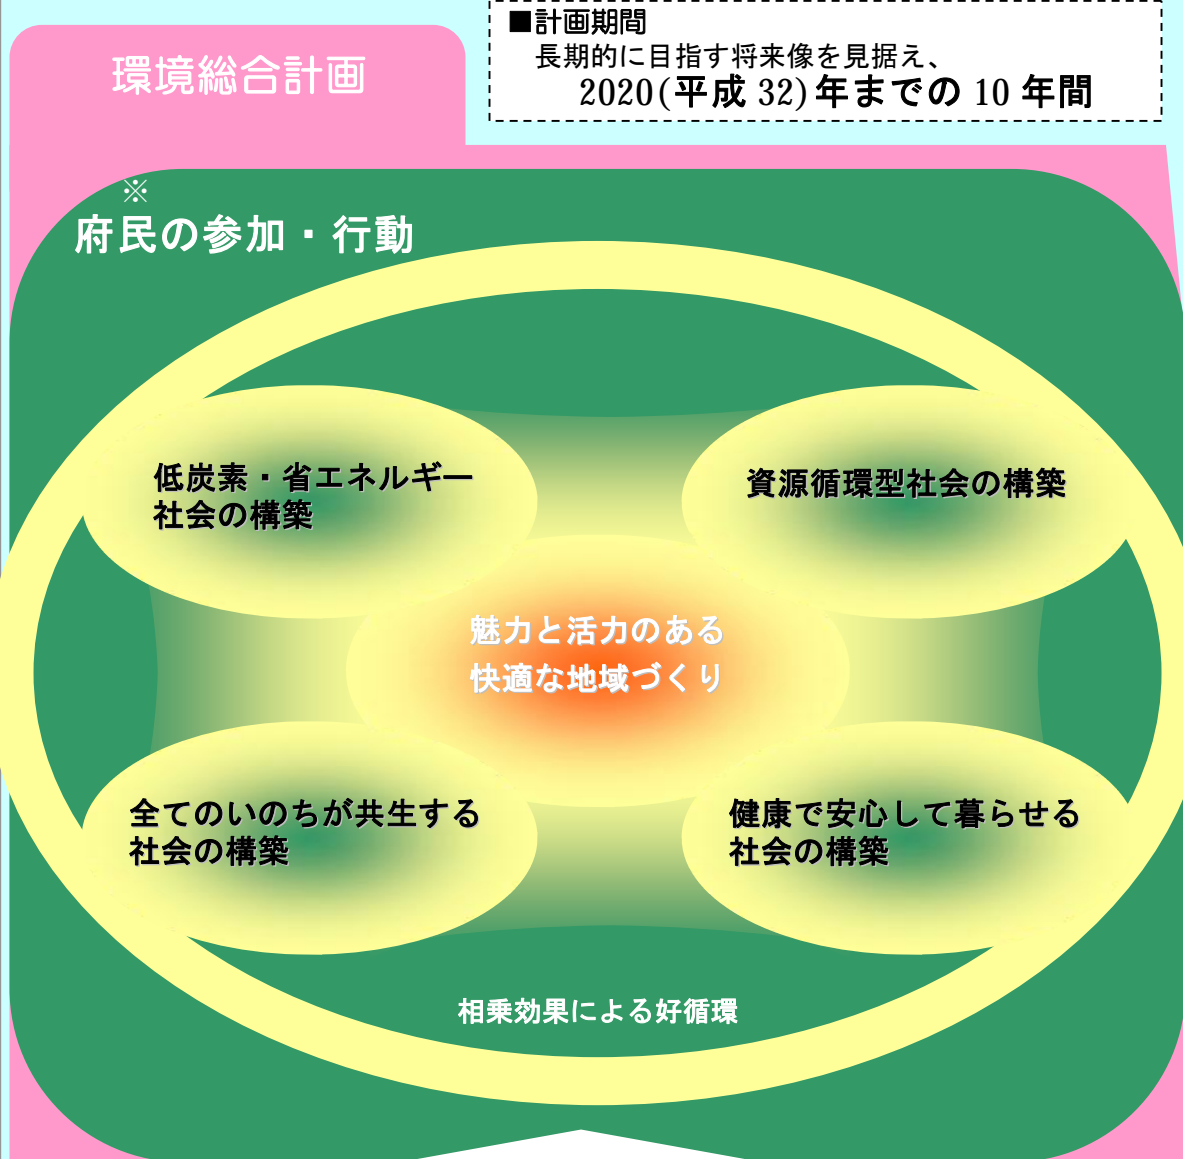 環境総合計画
■計画期間
長期的に目指す将来像を見据え、
2020(平成 32)年までの 10 年間
※
府民の参加・行動
低炭素・省エネルギー
社会の構築
資源循環型社会の構築
魅力と活力のある
快適な地域づくり
全てのいのちが共生する
社会の構築
健康で安心して暮らせる
社会の構築
相乗効果による好循環